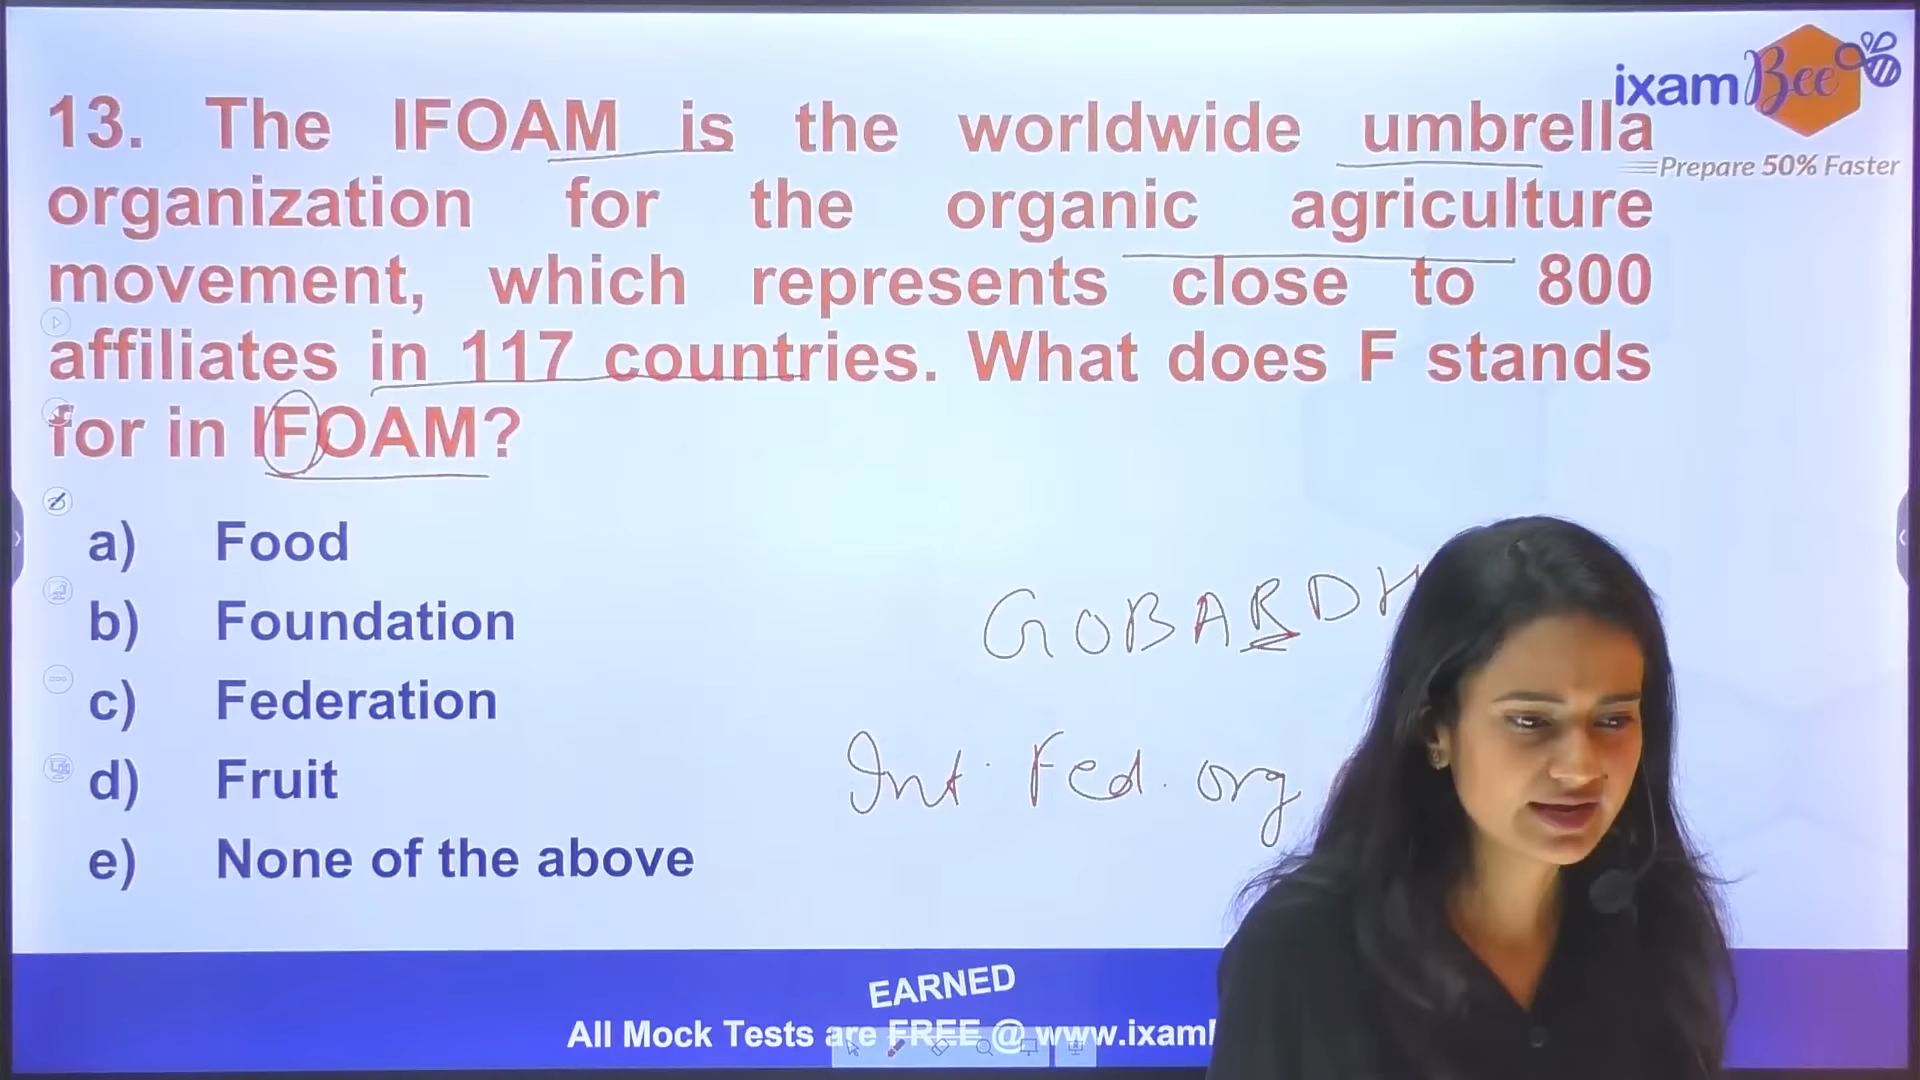 ixamBee
Prepare 50% Faster
13. The IFOAM is the worldwide umbrella
organization for the organic agriculture
movement, which represents close to 800
affiliates in 117 countries. What does F stands
for in IFOAM?
a) Food
b) Foundation
c) Federation
d) Fruit
e) None of the above
GOBARDH
Int. Fed. org
EARNED
All Mock Tests are FREE @ www.ixam